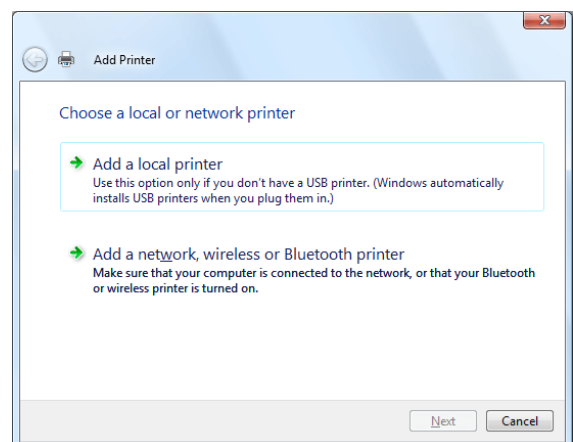 Add Printer
Choose a local or network printer
Add a local printer
Use this option only if you don't have a USB printer. (Windows automatically
installs USB printers when you plug them in.)
Add a network, wireless or Bluetooth printer
Make sure that your computer is connected to the network, or that your Bluetooth
or wireless printer is turned on.
Next Cancel